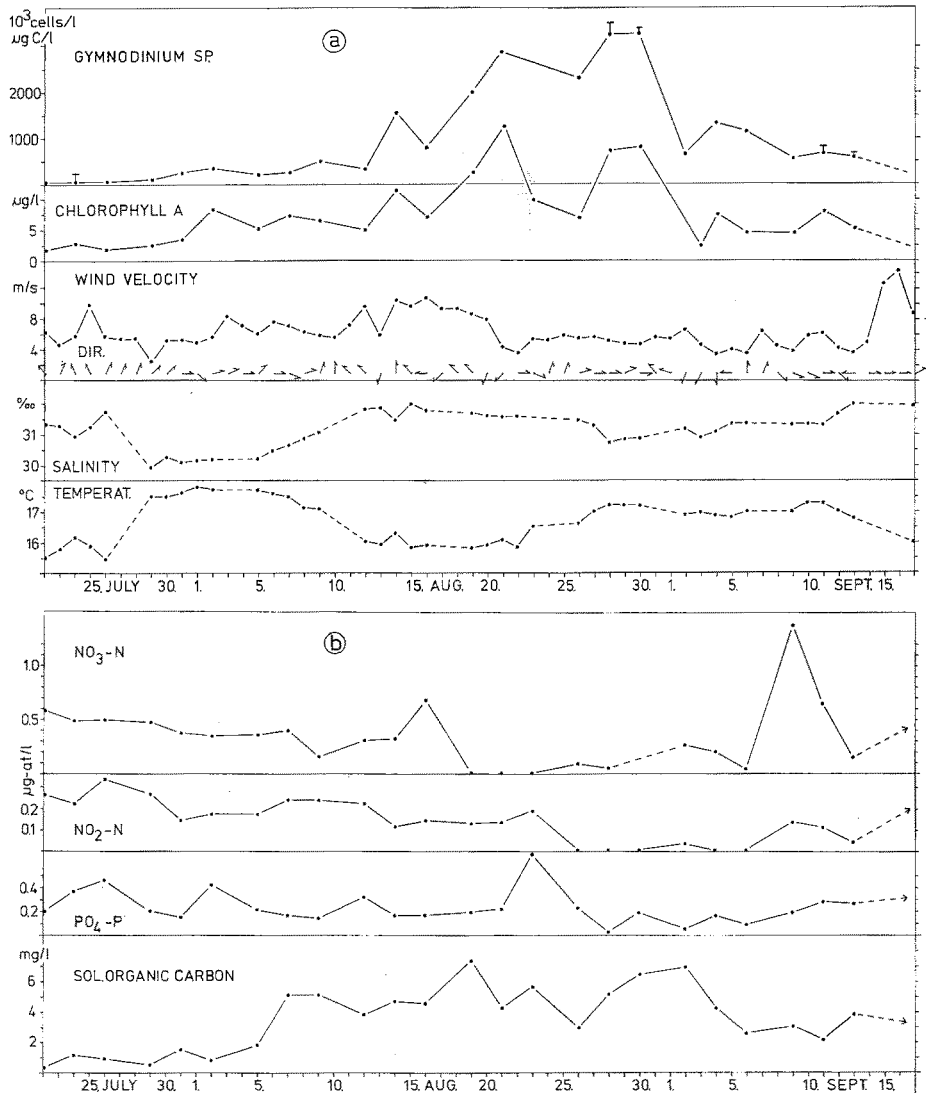 10³cells/l
µg C/l
ⓐ
GYMNODINIUM SP.
2000
1000
µg/l
CHLOROPHYLL A
5
0
WIND VELOCITY
m/s
8
4
DIR.
‰
31
30
SALINITY
°C
TEMPERAT.
17
16
25. JULY 30. 1. 5. 10. 15. AUG. 20. 25. 30. 1. 5. 10. SEPT. 15.
ⓑ
NO₃-N
1.0
0.5
µg-at/l
0.2
NO₂-N
0.1
0.4
0.2
PO₄-P
mg/l
SOL.ORGANIC CARBON
6
4
2
25. JULY 30. 1. 5. 10. 15. AUG. 20. 25. 30. 1. 5. 10. SEPT. 15.